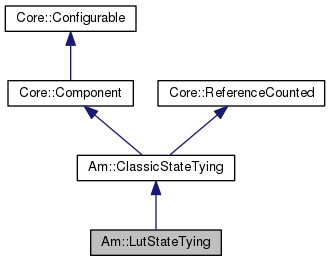 Core::Configurable
Core::Component
Core::ReferenceCounted
Am::ClassicStateTying
Am::LutStateTying